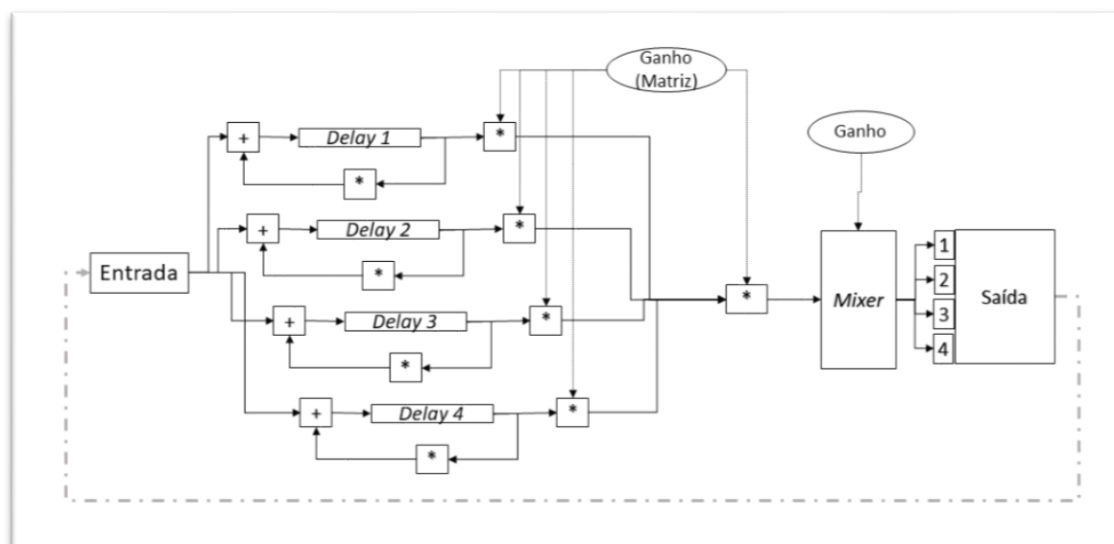 Ganho
(Matriz)
Ganho
+
Delay 1
*
*
+
Delay 2
*
*
Entrada
+
Delay 3
*
*
+
Delay 4
*
*
*
Mixer
1
2
3
4
Saída